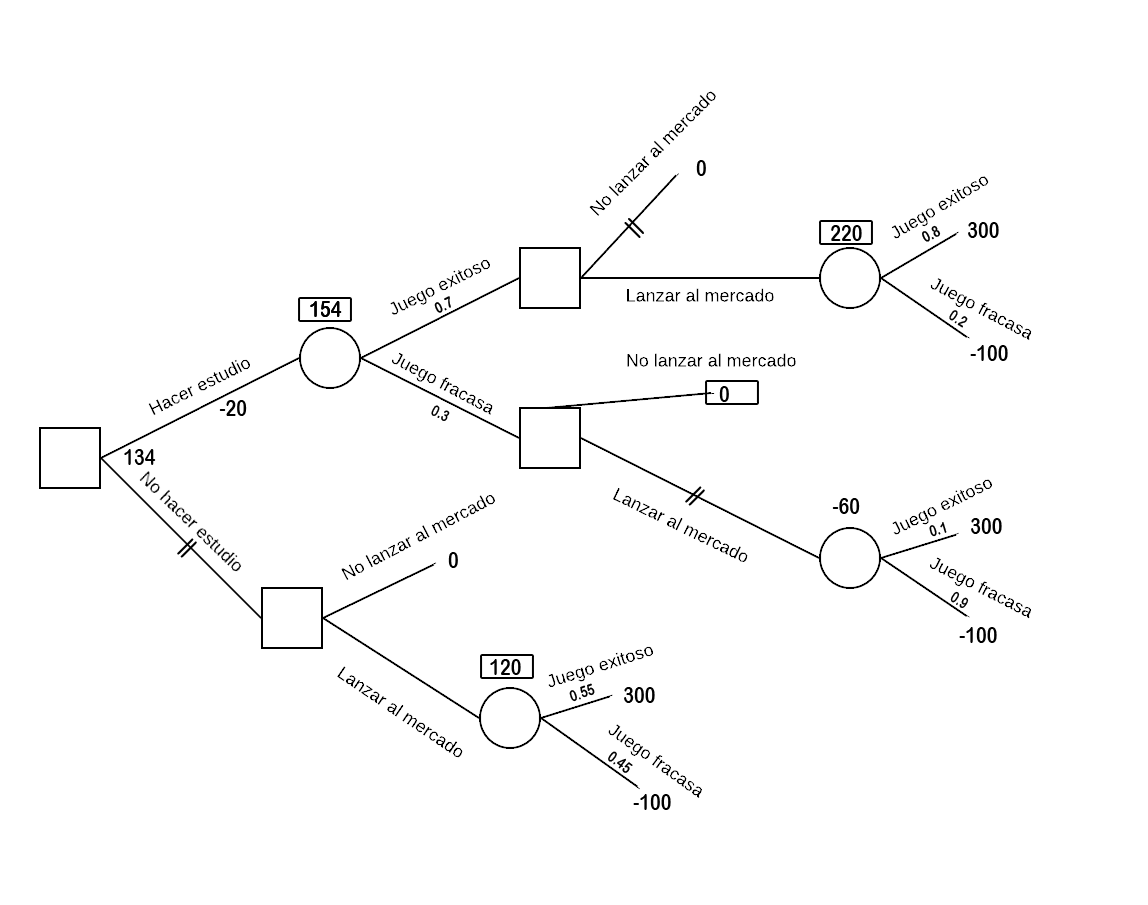 No lanzar al mercado
0
Juego exitoso
0.8
300
220
Juego exitoso
0.7
Lanzar al mercado
Juego fracasa
0.2
-100
154
Hacer estudio
-20
Juego fracasa
0.3
No lanzar al mercado
0
134
No hacer estudio
Lanzar al mercado
-60
Juego exitoso
0.1
300
Juego fracasa
0.9
-100
No lanzar al mercado
0
Lanzar al mercado
120
Juego exitoso
0.55
300
Juego fracasa
0.45
-100